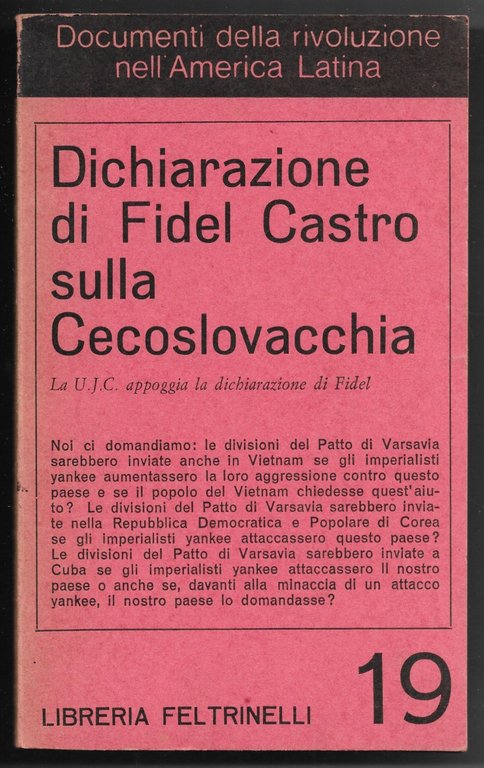 Documenti della rivoluzione
nell'America Latina
Dichiarazione
di Fidel Castro
sulla
Cecoslovacchia
La U.J.C. appoggia la dichiarazione di Fidel
Noi ci domandiamo: le divisioni del Patto di Varsavia
sarebbero inviate anche in Vietnam se gli imperialisti
yankee aumentassero la loro aggressione contro questo
paese e se il popolo del Vietnam chiedesse quest'aiu-
to? Le divisioni del Patto di Varsavia sarebbero invia-
te nella Repubblica Democratica e Popolare di Corea
se gli imperialisti yankee attaccassero questo paese?
Le divisioni del Patto di Varsavia sarebbero inviate a
Cuba se gli imperialisti yankee attaccassero il nostro
paese o anche se, davanti alla minaccia di un attacco
yankee, il nostro paese lo domandasse?
LIBRERIA FELTRINELLI
19